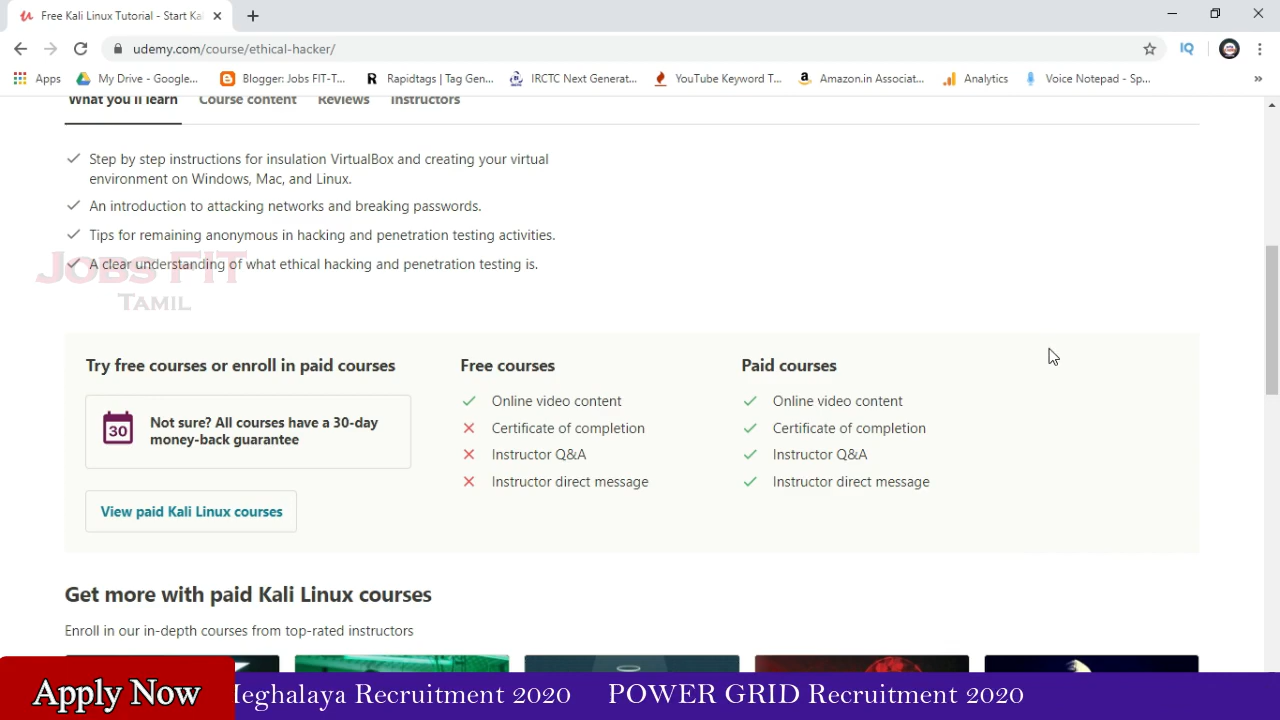 Free Kali Linux Tutorial - Start Ka
udemy.com/course/ethical-hacker/
IQ
Apps
My Drive - Google...
Blogger: Jobs FIT-T...
Rapidtags | Tag Gen...
IRCTC Next Generat...
YouTube Keyword T...
Amazon.in Associat...
Analytics
Voice Notepad - Sp...
»
What you'll learn Course content Reviews Instructors
Step by step instructions for insulation VirtualBox and creating your virtual
environment on Windows, Mac, and Linux.
An introduction to attacking networks and breaking passwords.
Tips for remaining anonymous in hacking and penetration testing activities.
A clear understanding of what ethical hacking and penetration testing is.
Jobs FIT
Tamil
Try free courses or enroll in paid courses
30
Not sure? All courses have a 30-day
money-back guarantee
View paid Kali Linux courses
Free courses
Online video content
Certificate of completion
Instructor Q&A
Instructor direct message
Paid courses
Online video content
Certificate of completion
Instructor Q&A
Instructor direct message
Get more with paid Kali Linux courses
Enroll in our in-depth courses from top-rated instructors
Apply Now
eghalaya Recruitment 2020 POWER GRID Recruitment 2020